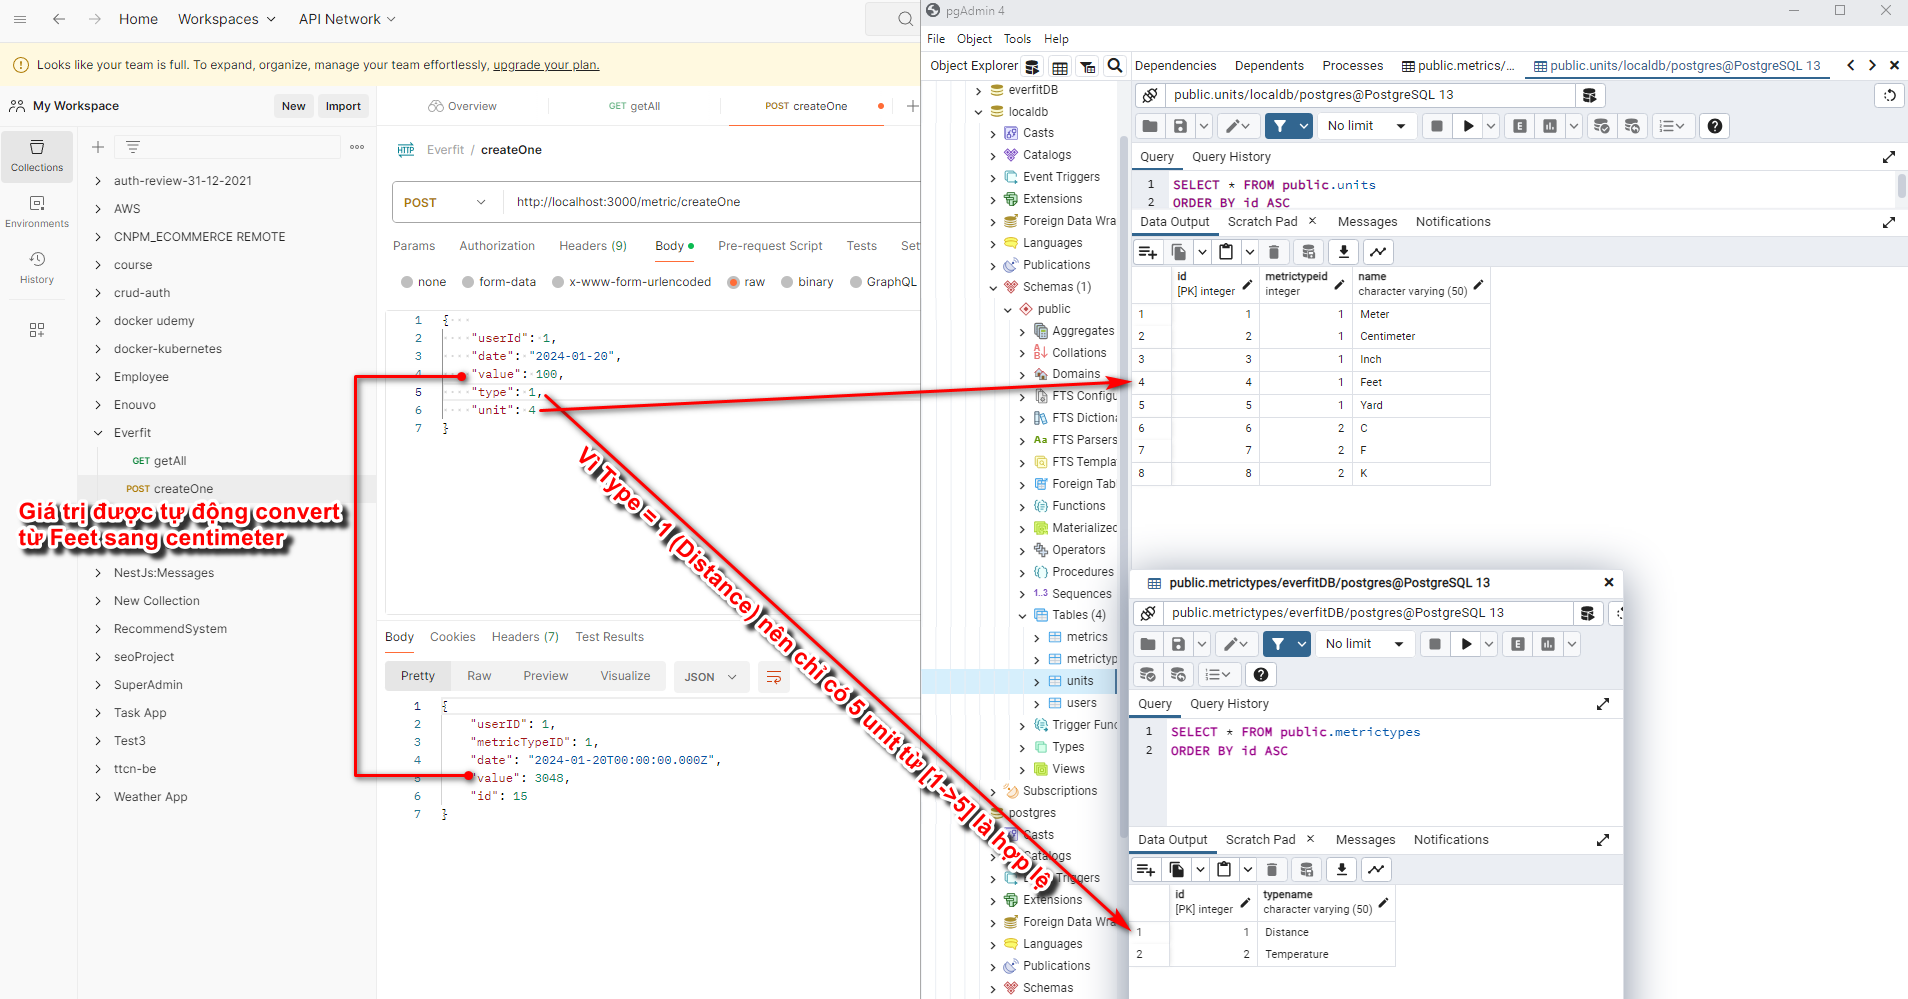 Home
Workspaces
API Network
Looks like your team is full. To expand, organize, manage your team effortlessly, upgrade your plan.
My Workspace
New
Import
Overview
GET getAll
POST createOne
Collections
Environments
History
auth-review-31-12-2021
AWS
CNPM_ECOMMERCE REMOTE
course
crud-auth
docker udemy
docker-kubernetes
Employee
Enouvo
Everfit
GET getAll
POST createOne
Giá trị được tự động convert
từ Feet sang centimeter
NestJs:Messages
New Collection
RecommendSystem
seoProject
SuperAdmin
Task App
Test3
ttcn-be
Weather App
HTTP
Everfit / createOne
POST
http://localhost:3000/metric/createOne
Params
Authorization
Headers (9)
Body
Pre-request Script
Tests
Set
none
form-data
x-www-form-urlencoded
raw
binary
GraphQL
1 {
2 "userId": 1,
3 "date": "2024-01-20",
4 "value": 100,
5 "type": 1,
6 "unit": 4
7 }
Vì Type = 1 (Distance) nên chỉ có 5 unit từ [1->5] là hợp lệ
Body
Cookies
Headers (7)
Test Results
Pretty
Raw
Preview
Visualize
JSON
1 {
2 "userID": 1,
3 "metricTypeID": 1,
4 "date": "2024-01-20T00:00:00.000Z",
5 "value": 3048,
6 "id": 15
7 }
pgAdmin 4
File
Object
Tools
Help
Object Explorer
Dependencies
Dependents
Processes
public.metrics/...
public.units/localdb/postgres@PostgreSQL 13
everfitDB
localdb
Casts
Catalogs
Event Triggers
Extensions
Foreign Data Wra
Languages
Publications
Schemas (1)
public
Aggregates
Collations
Domains
FTS Configu
FTS Dictiona
FTS Parsers
FTS Templa
Foreign Tab
Functions
Materialized
Operators
Procedures
1..3 Sequences
Tables (4)
metrics
metrictyp
units
users
Trigger Func
Types
Views
Subscriptions
postgres
Casts
Catalogs
Triggers
Extensions
Foreign Data Wra
Languages
Publications
Schemas
public.units/localdb/postgres@PostgreSQL 13
No limit
Query
Query History
1 SELECT * FROM public.units
2 ORDER BY id ASC
Data Output
Scratch Pad
Messages
Notifications
id
[PK] integer
metrictypeid
integer
name
character varying (50)
1 1 1 Meter
2 2 1 Centimeter
3 3 1 Inch
4 4 1 Feet
5 5 1 Yard
6 6 2 C
7 7 2 F
8 8 2 K
public.metrictypes/everfitDB/postgres@PostgreSQL 13
public.metrictypes/everfitDB/postgres@PostgreSQL 13
No limit
Query
Query History
1 SELECT * FROM public.metrictypes
2 ORDER BY id ASC
Data Output
Scratch Pad
Messages
Notifications
id
[PK] integer
typename
character varying (50)
1 1 Distance
2 2 Temperature